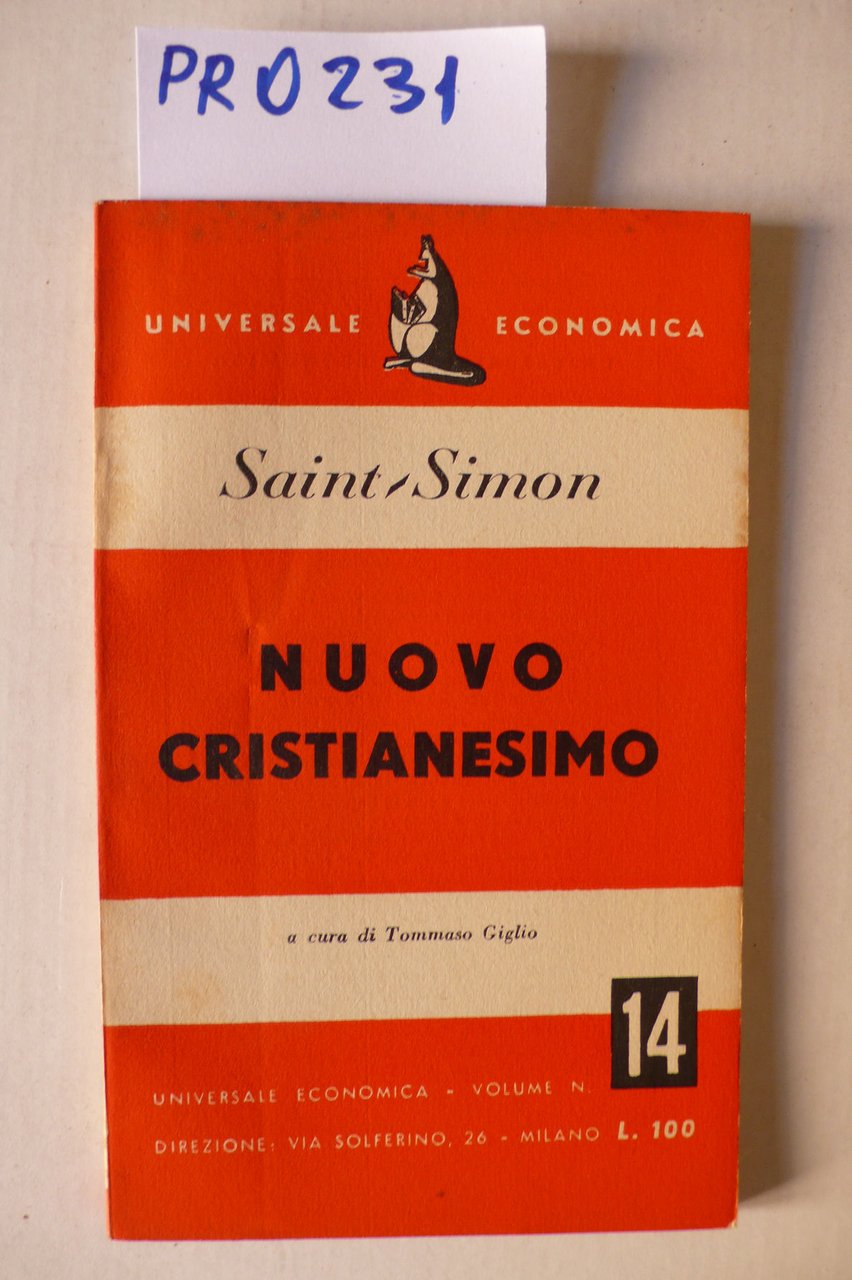 PRO231
UNIVERSALE ECONOMICA
Saint-Simon
NUOVO
CRISTIANESIMO
a cura di Tommaso Giglio
14
UNIVERSALE ECONOMICA - VOLUME N.
DIREZIONE: VIA SOLFERINO, 26 - MILANO L. 100